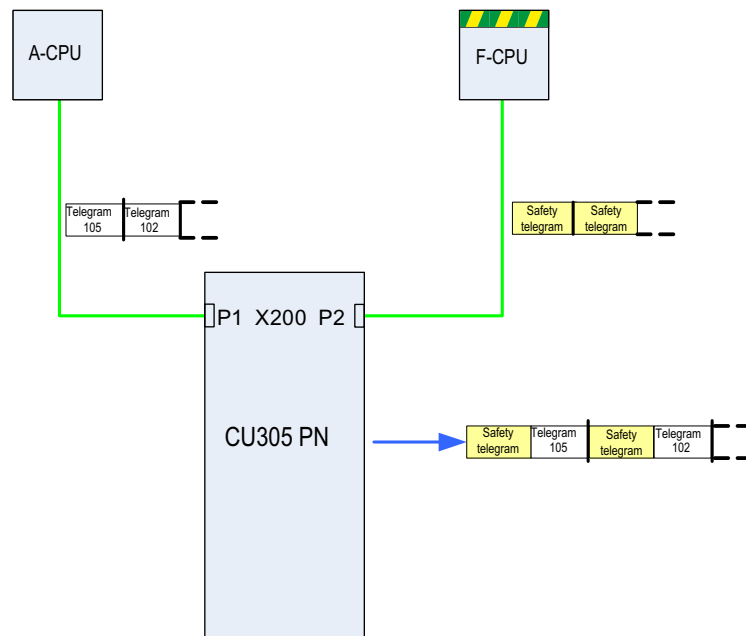 A-CPU
F-CPU
Telegram
105
Telegram
102
Safety
telegram
Safety
telegram
P1 X200 P2
CU305 PN
Safety
telegram
Telegram
105
Safety
telegram
Telegram
102